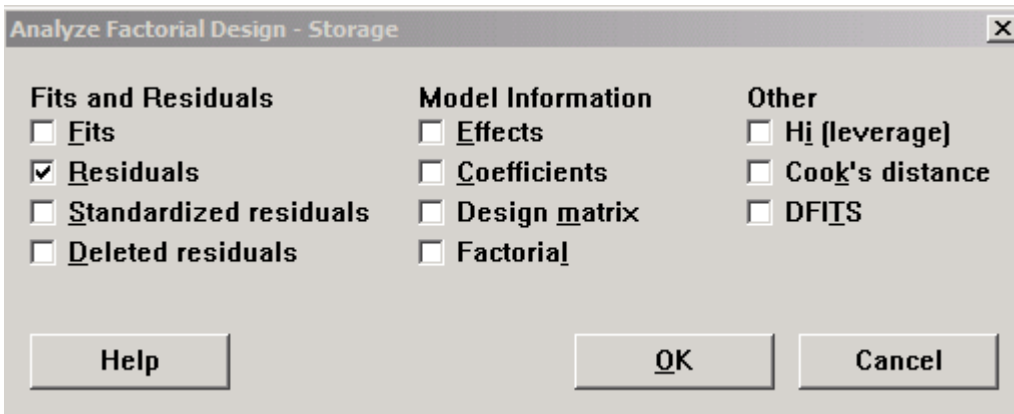 Analyze Factorial Design - Storage
Fits and Residuals
Fits
Residuals
Standardized residuals
Deleted residuals
Model Information
Effects
Coefficients
Design matrix
Factorial
Other
Hi (leverage)
Cook's distance
DFITS
Help
OK
Cancel